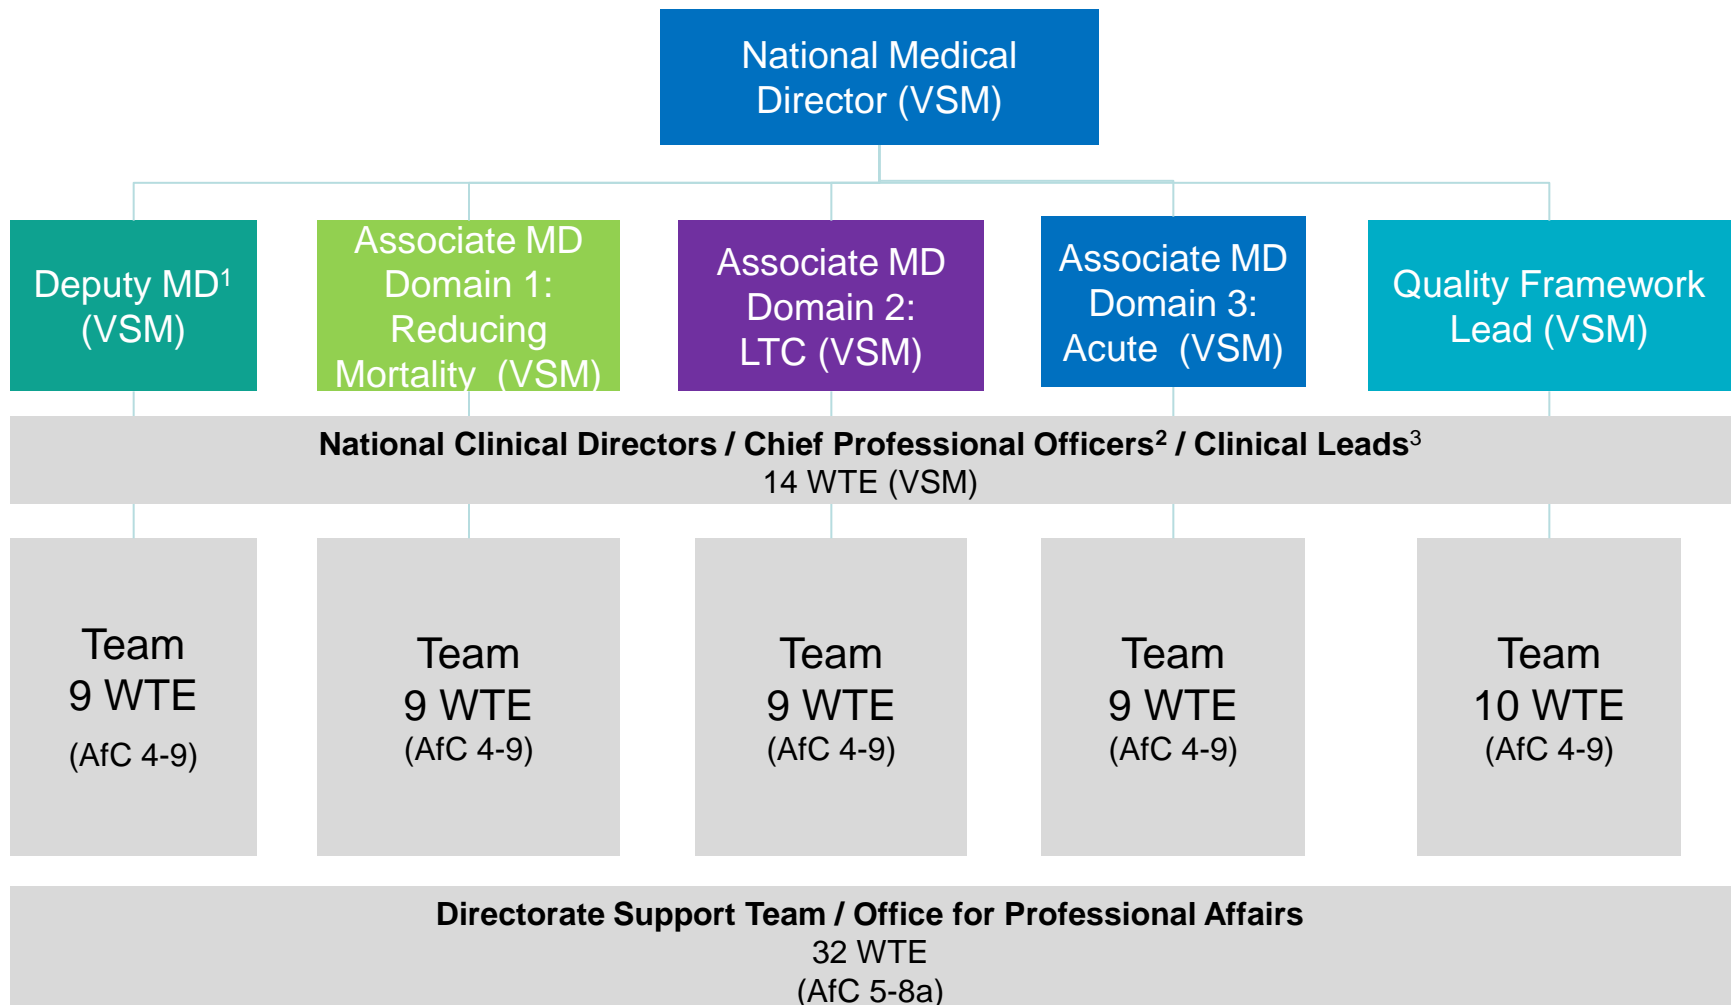 National Medical
Director (VSM)
Deputy MD¹
(VSM)
Associate MD
Domain 1:
Reducing
Mortality (VSM)
Associate MD
Domain 2:
LTC (VSM)
Associate MD
Domain 3:
Acute (VSM)
Quality Framework
Lead (VSM)
National Clinical Directors / Chief Professional Officers² / Clinical Leads³
14 WTE (VSM)
Team
9 WTE
(AfC 4-9)
Team
9 WTE
(AfC 4-9)
Team
9 WTE
(AfC 4-9)
Team
9 WTE
(AfC 4-9)
Team
10 WTE
(AfC 4-9)
Directorate Support Team / Office for Professional Affairs
32 WTE
(AfC 5-8a)